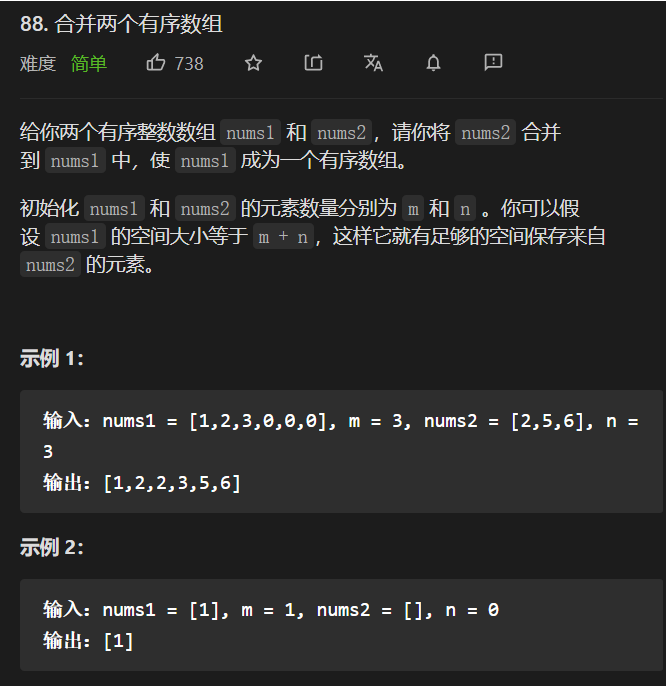 88. 合并两个有序数组
难度 简单 738
给你两个有序整数数组 nums1 和 nums2，请你将 nums2 合并
到 nums1 中，使 nums1 成为一个有序数组。
初始化 nums1 和 nums2 的元素数量分别为 m 和 n 。你可以假
设 nums1 的空间大小等于 m + n，这样它就有足够的空间保存来自
nums2 的元素。
示例 1：
输入：nums1 = [1,2,3,0,0,0], m = 3, nums2 = [2,5,6], n =
3
输出：[1,2,2,3,5,6]
示例 2：
输入：nums1 = [1], m = 1, nums2 = [], n = 0
输出：[1]